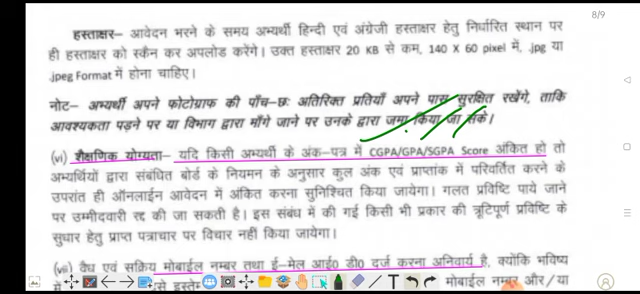 8/9
हस्ताक्षर– आवेदन भरने के समय अभ्यर्थी हिन्दी एवं अंग्रेजी हस्ताक्षर हेतु निर्धारित स्थान पर
ही हस्ताक्षर को स्कैन कर अपलोड करेंगे। उक्त हस्ताक्षर 20 KB से कम, 140 X 60 pixel में, .jpg या
.jpeg Format में होना चाहिए।
नोट– अभ्यर्थी अपने फोटोग्राफ की पाँच–छः अतिरिक्त प्रतियाँ अपने पास सुरक्षित रखेंगे, ताकि
आवश्यकता पड़ने पर या विभाग द्वारा माँगे जाने पर उनके द्वारा जमा किया जा सके।
(vi) शैक्षणिक योग्यता– यदि किसी अभ्यर्थी के अंक–पत्र में CGPA/GPA/SGPA Score अंकित हो तो
अभ्यर्थियों द्वारा संबंधित बोर्ड के नियमन के अनुसार कुल अंक एवं प्राप्तांक में परिवर्तित करने के
उपरांत ही ऑनलाईन आवेदन में अंकित करना सुनिश्चित किया जायेगा। गलत प्रविष्टि पाये जाने
पर उम्मीदवारी रद्द की जा सकती है। इस संबंध में की गई किसी भी प्रकार की त्रूटिपूर्ण प्रविष्टि के
सुधार हेतु प्राप्त पत्राचार पर विचार नहीं किया जायेगा।
(vii) वैध एवं सक्रिय मोबाईल नम्बर तथा ई–मेल आई० डी० दर्ज करना अनिवार्य है, क्योंकि भविष्य
में मोबाईल नम्बर और/या